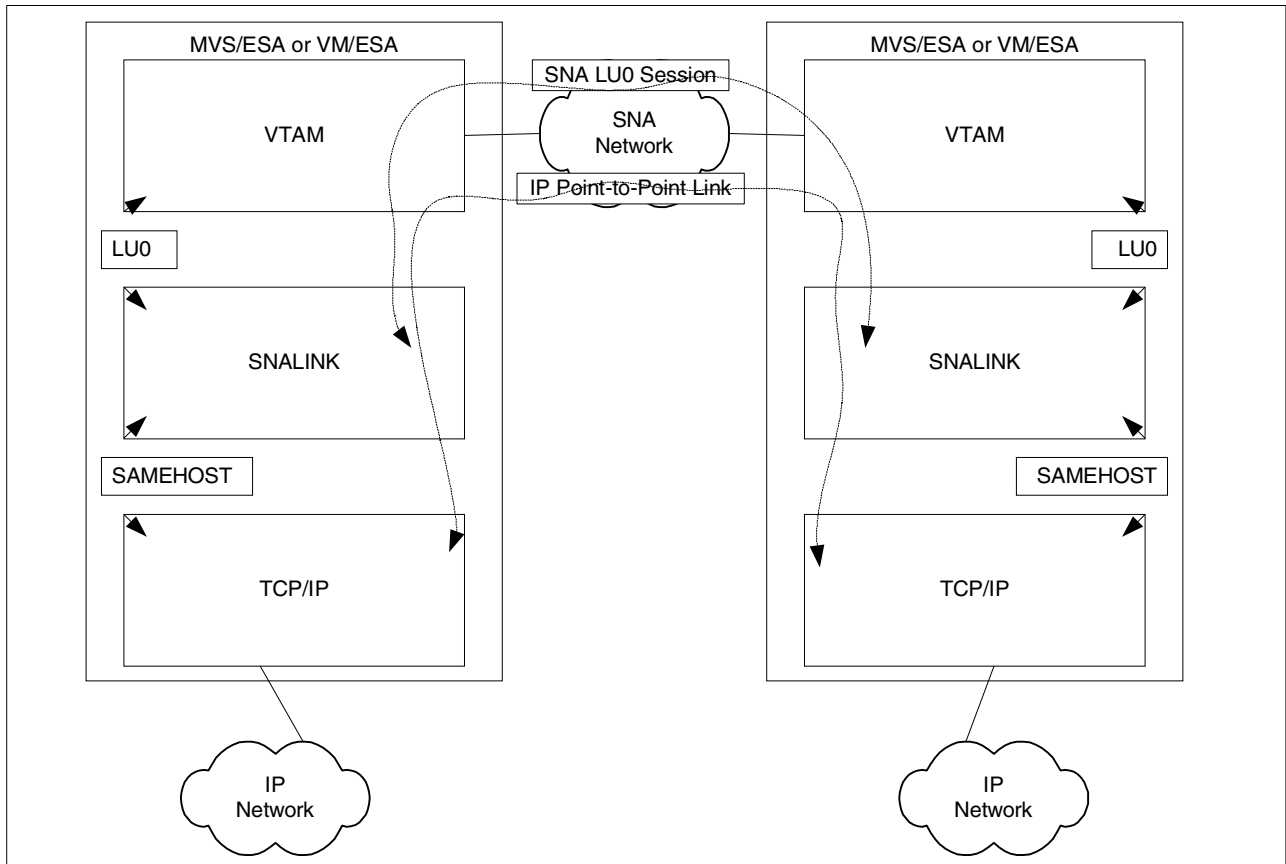 MVS/ESA or VM/ESA
MVS/ESA or VM/ESA
SNA LU0 Session
VTAM
SNA
Network
VTAM
IP Point-to-Point Link
LU0
LU0
SNALINK
SNALINK
SAMEHOST
SAMEHOST
TCP/IP
TCP/IP
IP
Network
IP
Network